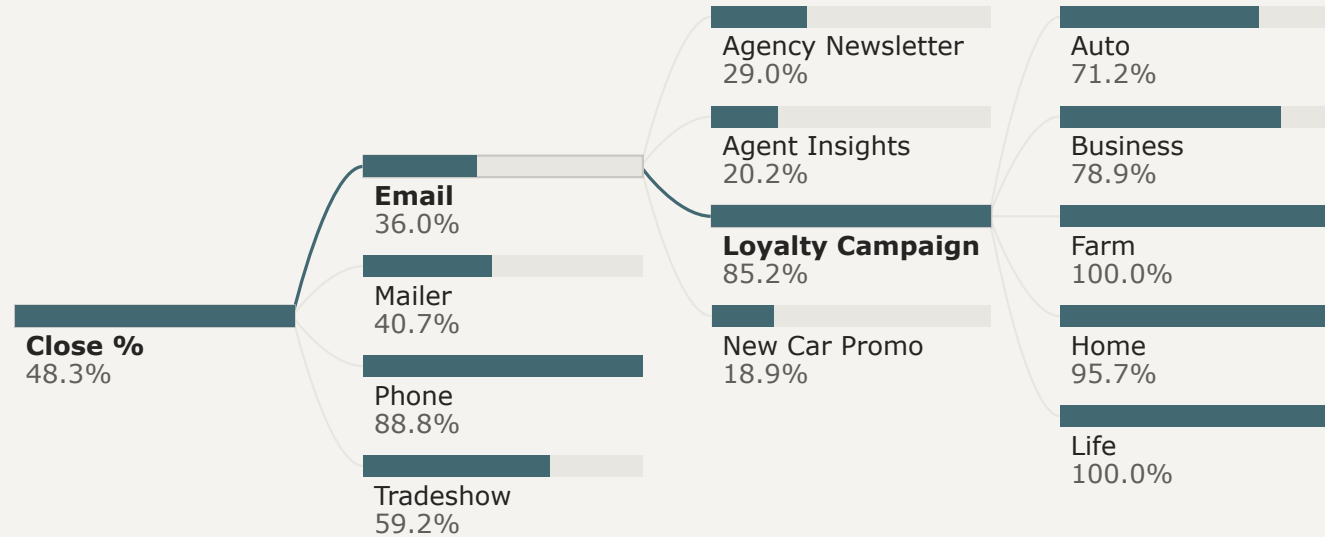 Close %
48.3%
Email
36.0%
Mailer
40.7%
Phone
88.8%
Tradeshow
59.2%
Agency Newsletter
29.0%
Agent Insights
20.2%
Loyalty Campaign
85.2%
New Car Promo
18.9%
Auto
71.2%
Business
78.9%
Farm
100.0%
Home
95.7%
Life
100.0%